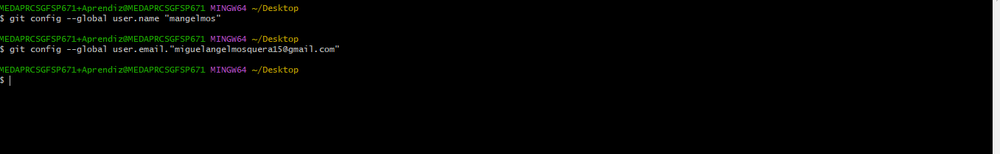 MEDAPRCSGFSP671+Aprendiz@MEDAPRCSGFSP671 MINGW64 ~/Desktop
$ git config --global user.name "mangelmos"
MEDAPRCSGFSP671+Aprendiz@MEDAPRCSGFSP671 MINGW64 ~/Desktop
$ git config --global user.email."miguelangelmosquera15@gmail.com"
MEDAPRCSGFSP671+Aprendiz@MEDAPRCSGFSP671 MINGW64 ~/Desktop
$